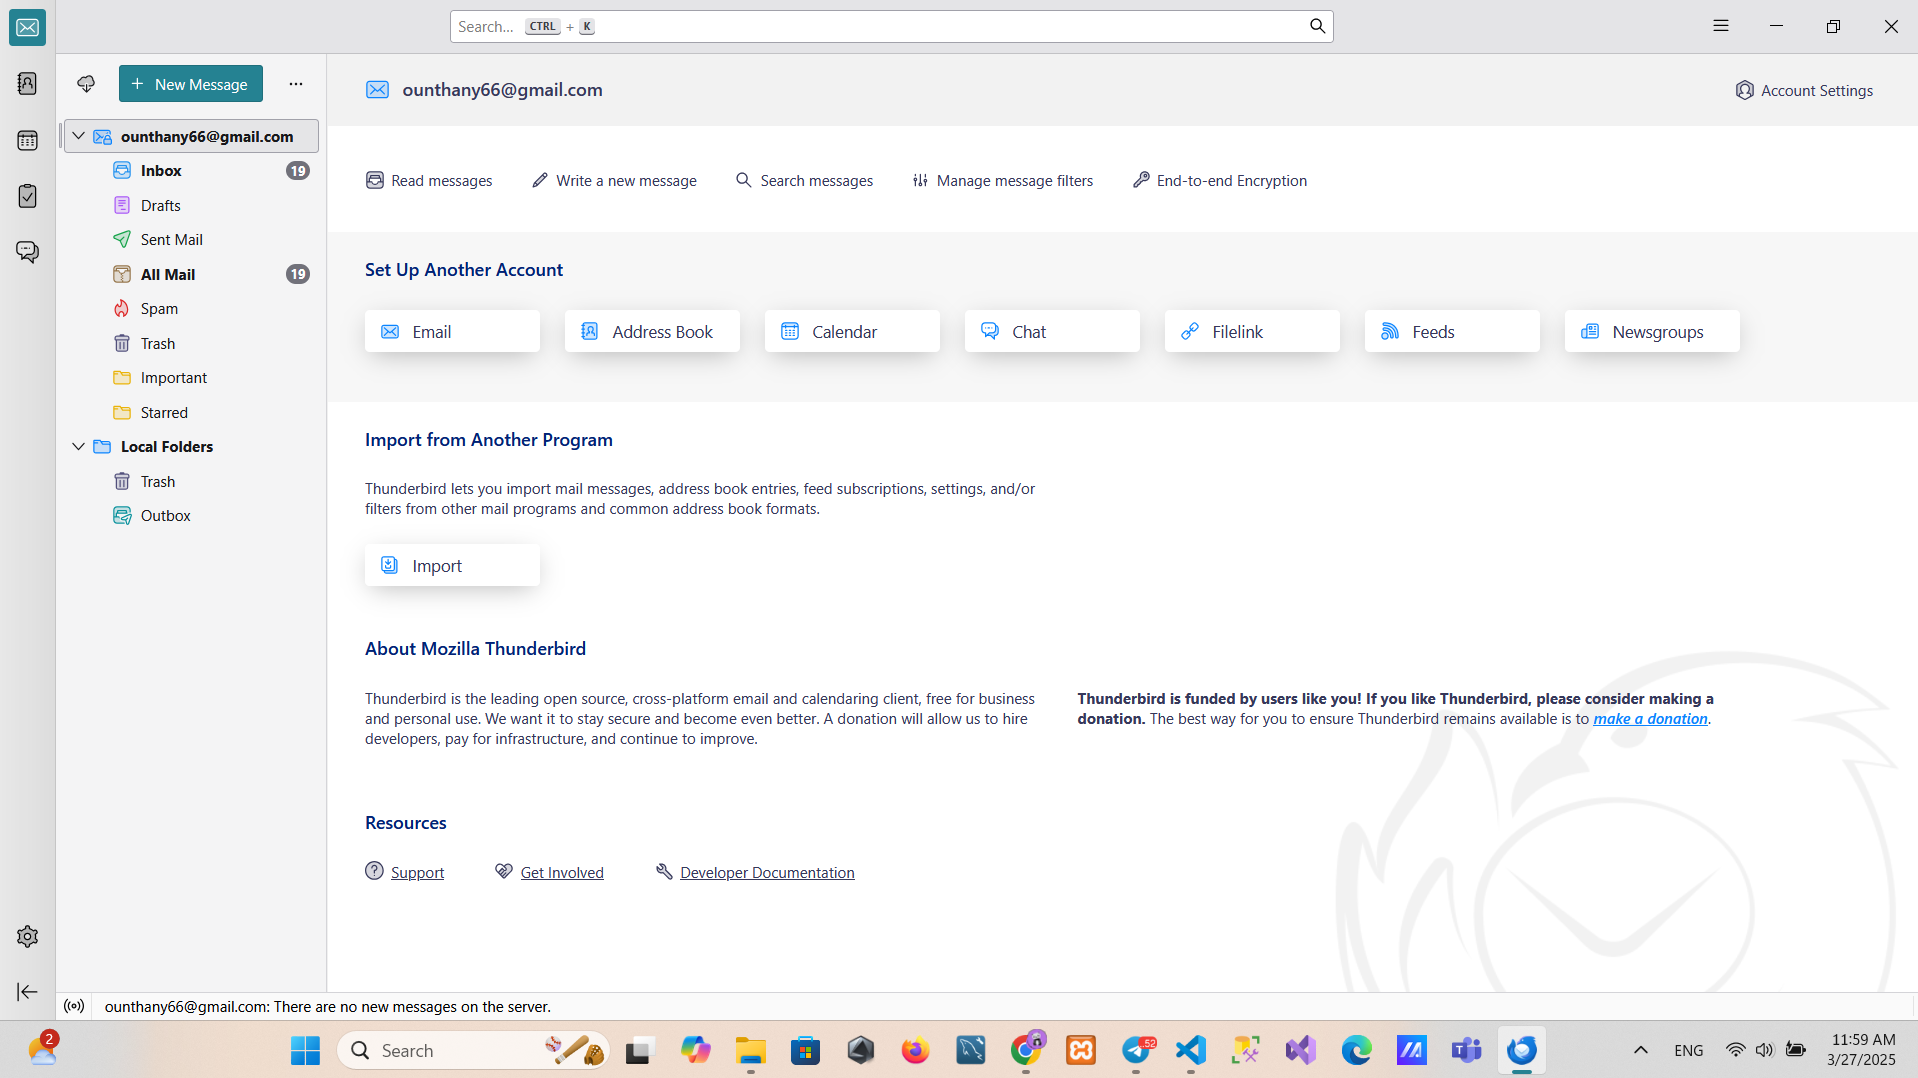 Search... CTRL + K
New Message
ounthany66@gmail.com
Inbox 19
Drafts
Sent Mail
All Mail 19
Spam
Trash
Important
Starred
Local Folders
Trash
Outbox
ounthany66@gmail.com
Account Settings
Read messages
Write a new message
Search messages
Manage message filters
End-to-end Encryption
Set Up Another Account
Email
Address Book
Calendar
Chat
Filelink
Feeds
Newsgroups
Import from Another Program
Thunderbird lets you import mail messages, address book entries, feed subscriptions, settings, and/or
filters from other mail programs and common address book formats.
Import
About Mozilla Thunderbird
Thunderbird is the leading open source, cross-platform email and calendaring client, free for business
and personal use. We want it to stay secure and become even better. A donation will allow us to hire
developers, pay for infrastructure, and continue to improve.
Thunderbird is funded by users like you! If you like Thunderbird, please consider making a
donation. The best way for you to ensure Thunderbird remains available is to make a donation.
Resources
Support
Get Involved
Developer Documentation
ounthany66@gmail.com: There are no new messages on the server.
2
Search
..52
ENG
11:59 AM
3/27/2025